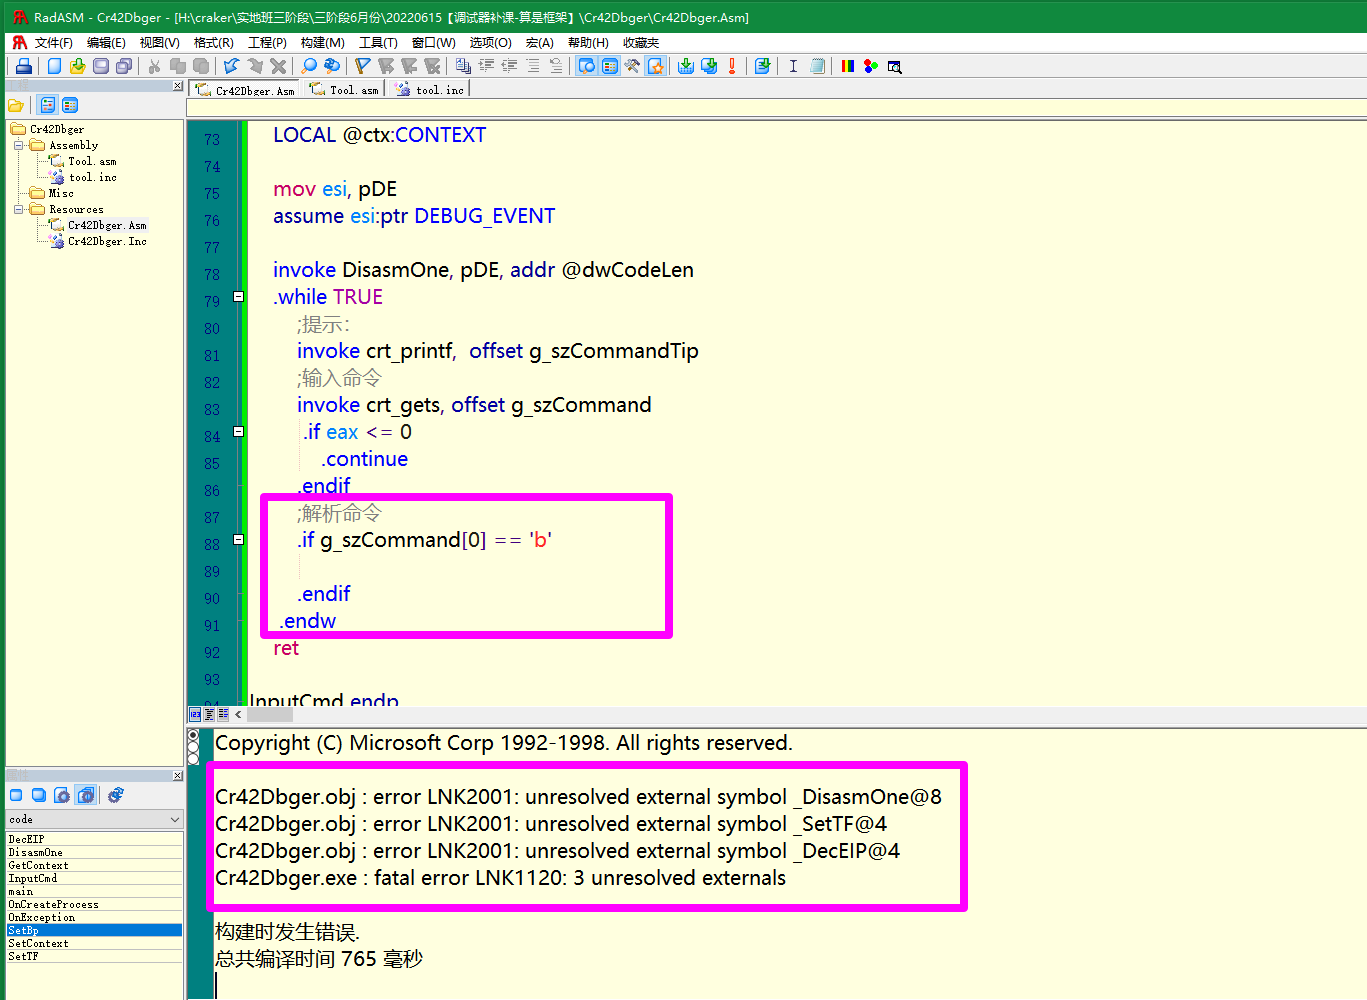 RadASM - Cr42Dbger - [H:\craker\实地班三阶段\三阶段6月份\20220615【调试器补课-算是框架】\Cr42Dbger\Cr42Dbger.Asm]
文件(F) 编辑(E) 视图(V) 格式(R) 工程(P) 构建(M) 工具(T) 窗口(W) 选项(O) 宏(A) 帮助(H) 收藏夹
Cr42Dbger.Asm Tool.asm tool.inc
Cr42Dbger
Assembly
Tool.asm
tool.inc
Misc
Resources
Cr42Dbger.Asm
Cr42Dbger.Inc
73 LOCAL @ctx:CONTEXT
74
75 mov esi, pDE
76 assume esi:ptr DEBUG_EVENT
77
78 invoke DisasmOne, pDE, addr @dwCodeLen
79 .while TRUE
80 ;提示:
81 invoke crt_printf,  offset g_szCommandTip
82 ;输入命令
83 invoke crt_gets, offset g_szCommand
84 .if eax <= 0
85 .continue
86 .endif
87 ;解析命令
88 .if g_szCommand[0] == 'b'
89
90 .endif
91 .endw
92 ret
93
94 InputCmd endp
code
DecEIP
DisasmOne
GetContext
InputCmd
main
OnCreateProcess
OnException
SetBp
SetContext
SetTF
Copyright (C) Microsoft Corp 1992-1998. All rights reserved.
Cr42Dbger.obj : error LNK2001: unresolved external symbol _DisasmOne@8
Cr42Dbger.obj : error LNK2001: unresolved external symbol _SetTF@4
Cr42Dbger.obj : error LNK2001: unresolved external symbol _DecEIP@4
Cr42Dbger.exe : fatal error LNK1120: 3 unresolved externals
构建时发生错误.
总共编译时间 765 毫秒